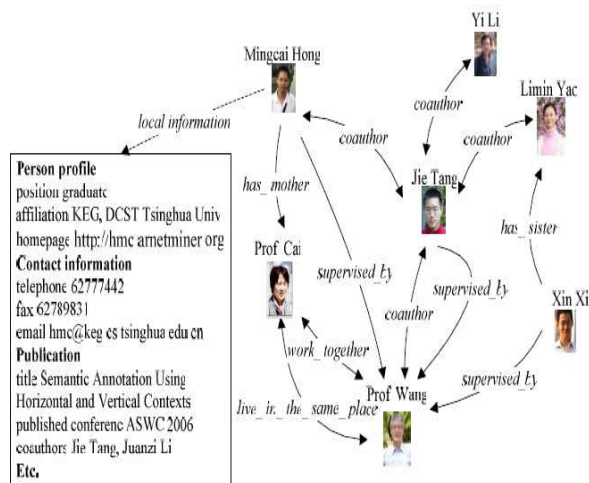 Yi Li
Mingcai Hong
Limin Yao
local information
coauthor
coauthor
coauthor
Jie Tang
has_mother
has_sister
Prof Cai
supervised_by
supervised_by
coauthor
Xin Xi
work_together
supervised_by
Prof Wang
live_in_the_same_place
Person profile
position graduate
affiliation KEG, DCST Tsinghua Univ
homepage http://hmc arnetminer org
Contact information
telephone 62777442
fax 62789831
email hmc@keg cs tsinghua edu cn
Publication
title Semantic Annotation Using
Horizontal and Vertical Contexts
published conferenc ASWC 2006
coauthors Jie Tang, Juanzi Li
Etc.